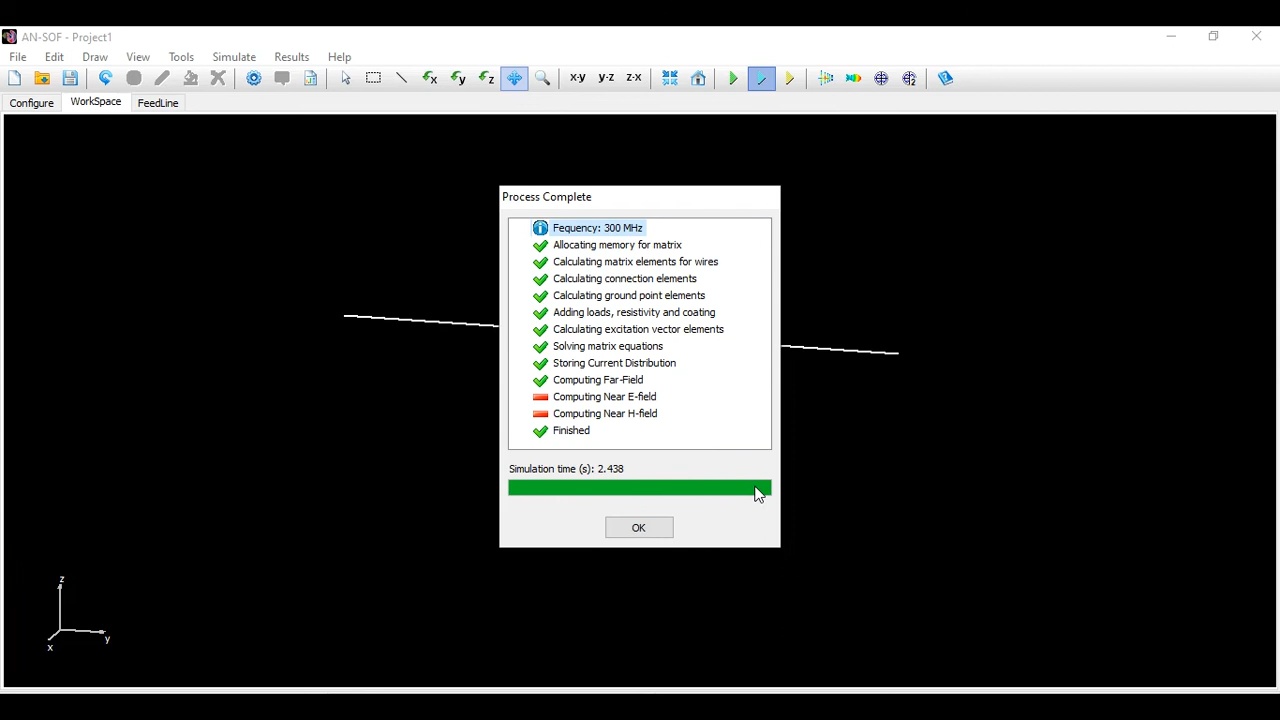 AN-SOF - Project1
File Edit Draw View Tools Simulate Results Help
x-y y-z z-x
Configure WorkSpace FeedLine
Process Complete
Fequency: 300 MHz
Allocating memory for matrix
Calculating matrix elements for wires
Calculating connection elements
Calculating ground point elements
Adding loads, resistivity and coating
Calculating excitation vector elements
Solving matrix equations
Storing Current Distribution
Computing Far-Field
Computing Near E-field
Computing Near H-field
Finished
Simulation time (s): 2.438
OK
z
y
x